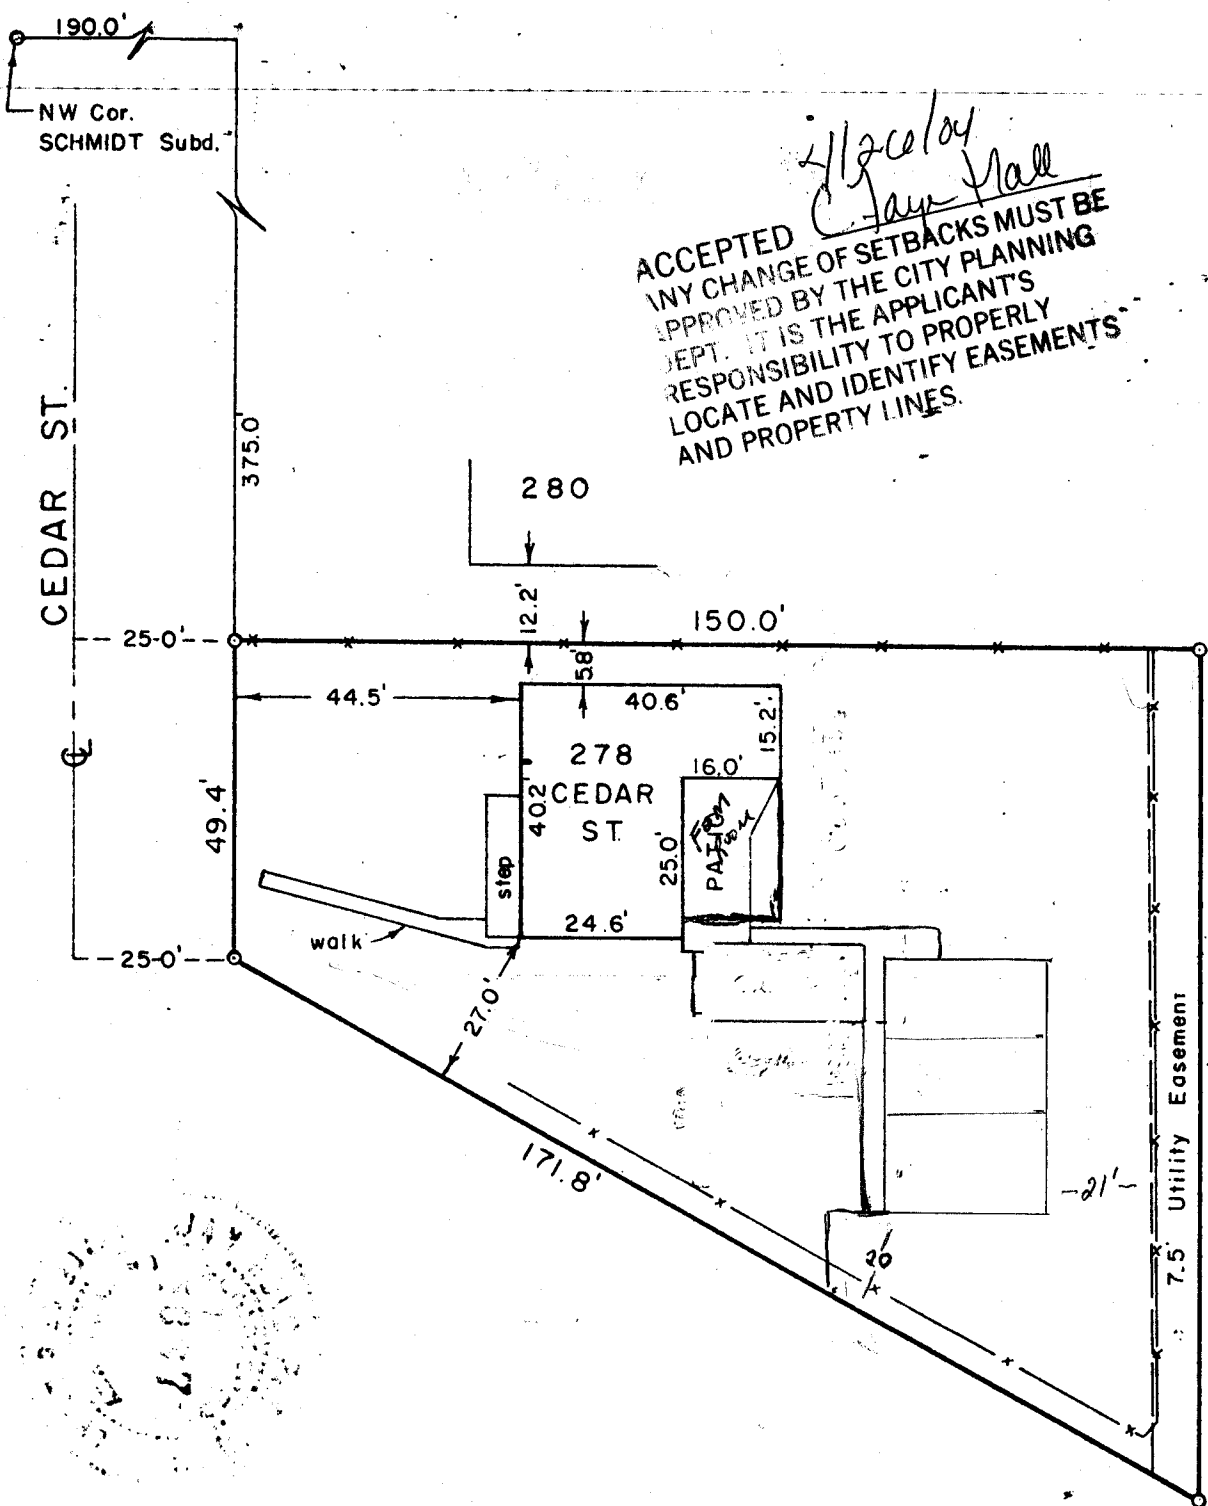 190.0'
NW Cor.
SCHMIDT Subd.
ACCEPTED C. Faye Hall
ANY CHANGE OF SETBACKS MUST BE
APPROVED BY THE CITY PLANNING
DEPT. IT IS THE APPLICANT'S
RESPONSIBILITY TO PROPERLY
LOCATE AND IDENTIFY EASEMENTS
AND PROPERTY LINES.
CEDAR ST.
375.0'
280
12.2'
150.0'
25.0'
5.8'
44.5'
40.6'
15.2'
278
CEDAR
ST.
40.2'
16.0'
25.0'
PATIO
49.4'
step
24.6'
walk
25.0'
27.0'
171.8'
21'
20'
7.5' Utility Easement